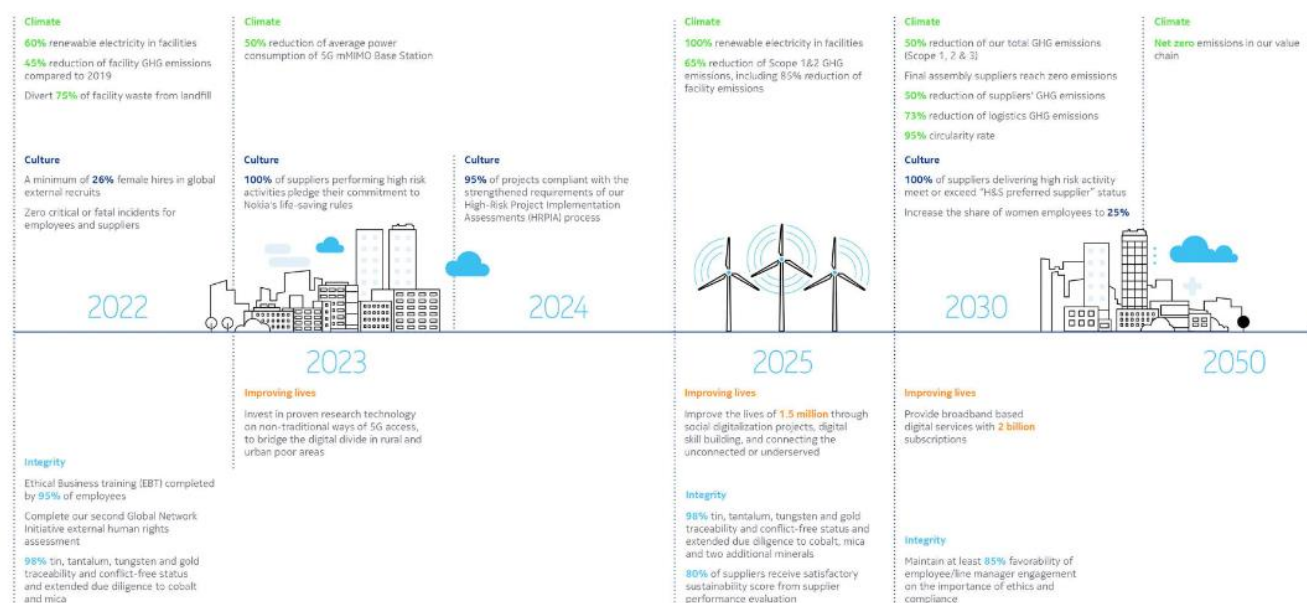 Climate
60% renewable electricity in facilities
45% reduction of facility GHG emissions
compared to 2019
Divert 75% of facility waste from landfill
Culture
A minimum of 26% female hires in global
external recruits
Zero critical or fatal incidents for
employees and suppliers
2022
Integrity
Ethical Business training (EBT) completed
by 95% of employees
Complete our second Global Network
Initiative external human rights
assessment
98% tin, tantalum, tungsten and gold
traceability and conflict-free status
and extended due diligence to cobalt
and mica
Climate
50% reduction of average power
consumption of 5G mMIMO Base Station
Culture
100% of suppliers performing high risk
activities pledge their commitment to
Nokia's life-saving rules
2023
Improving lives
Invest in proven research technology
on non-traditional ways of 5G access,
to bridge the digital divide in rural and
urban poor areas
Culture
95% of projects compliant with the
strengthened requirements of our
High-Risk Project Implementation
Assessments (HRPIA) process
2024
Climate
100% renewable electricity in facilities
65% reduction of Scope 1&2 GHG
emissions, including 85% reduction of
facility emissions
2025
Improving lives
Improve the lives of 1.5 million through
social digitalization projects, digital
skill building, and connecting the
unconnected or underserved
Integrity
98% tin, tantalum, tungsten and gold
traceability and conflict-free status and
extended due diligence to cobalt, mica
and two additional minerals
80% of suppliers receive satisfactory
sustainability score from supplier
performance evaluation
Climate
50% reduction of our total GHG emissions
(Scope 1, 2 & 3)
Final assembly suppliers reach zero emissions
50% reduction of suppliers' GHG emissions
73% reduction of logistics GHG emissions
95% circularity rate
Culture
100% of suppliers delivering high risk activity
meet or exceed "H&S preferred supplier" status
Increase the share of women employees to 25%
2030
Improving lives
Provide broadband based
digital services with 2 billion
subscriptions
Integrity
Maintain at least 85% favorability of
employee/line manager engagement
on the importance of ethics and
compliance
Climate
Net zero emissions in our value
chain
2050